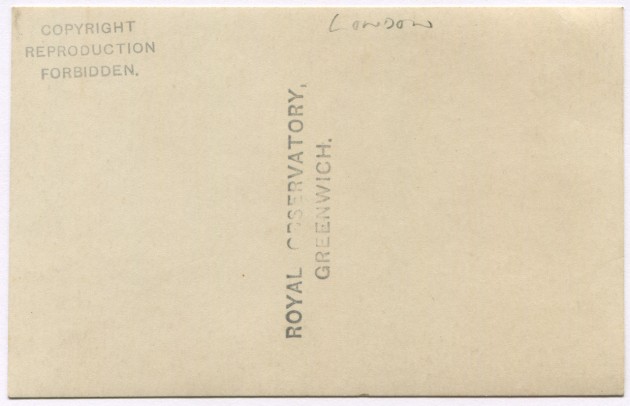 COPYRIGHT
REPRODUCTION
FORBIDDEN.
London
ROYAL OBSERVATORY,
GREENWICH.